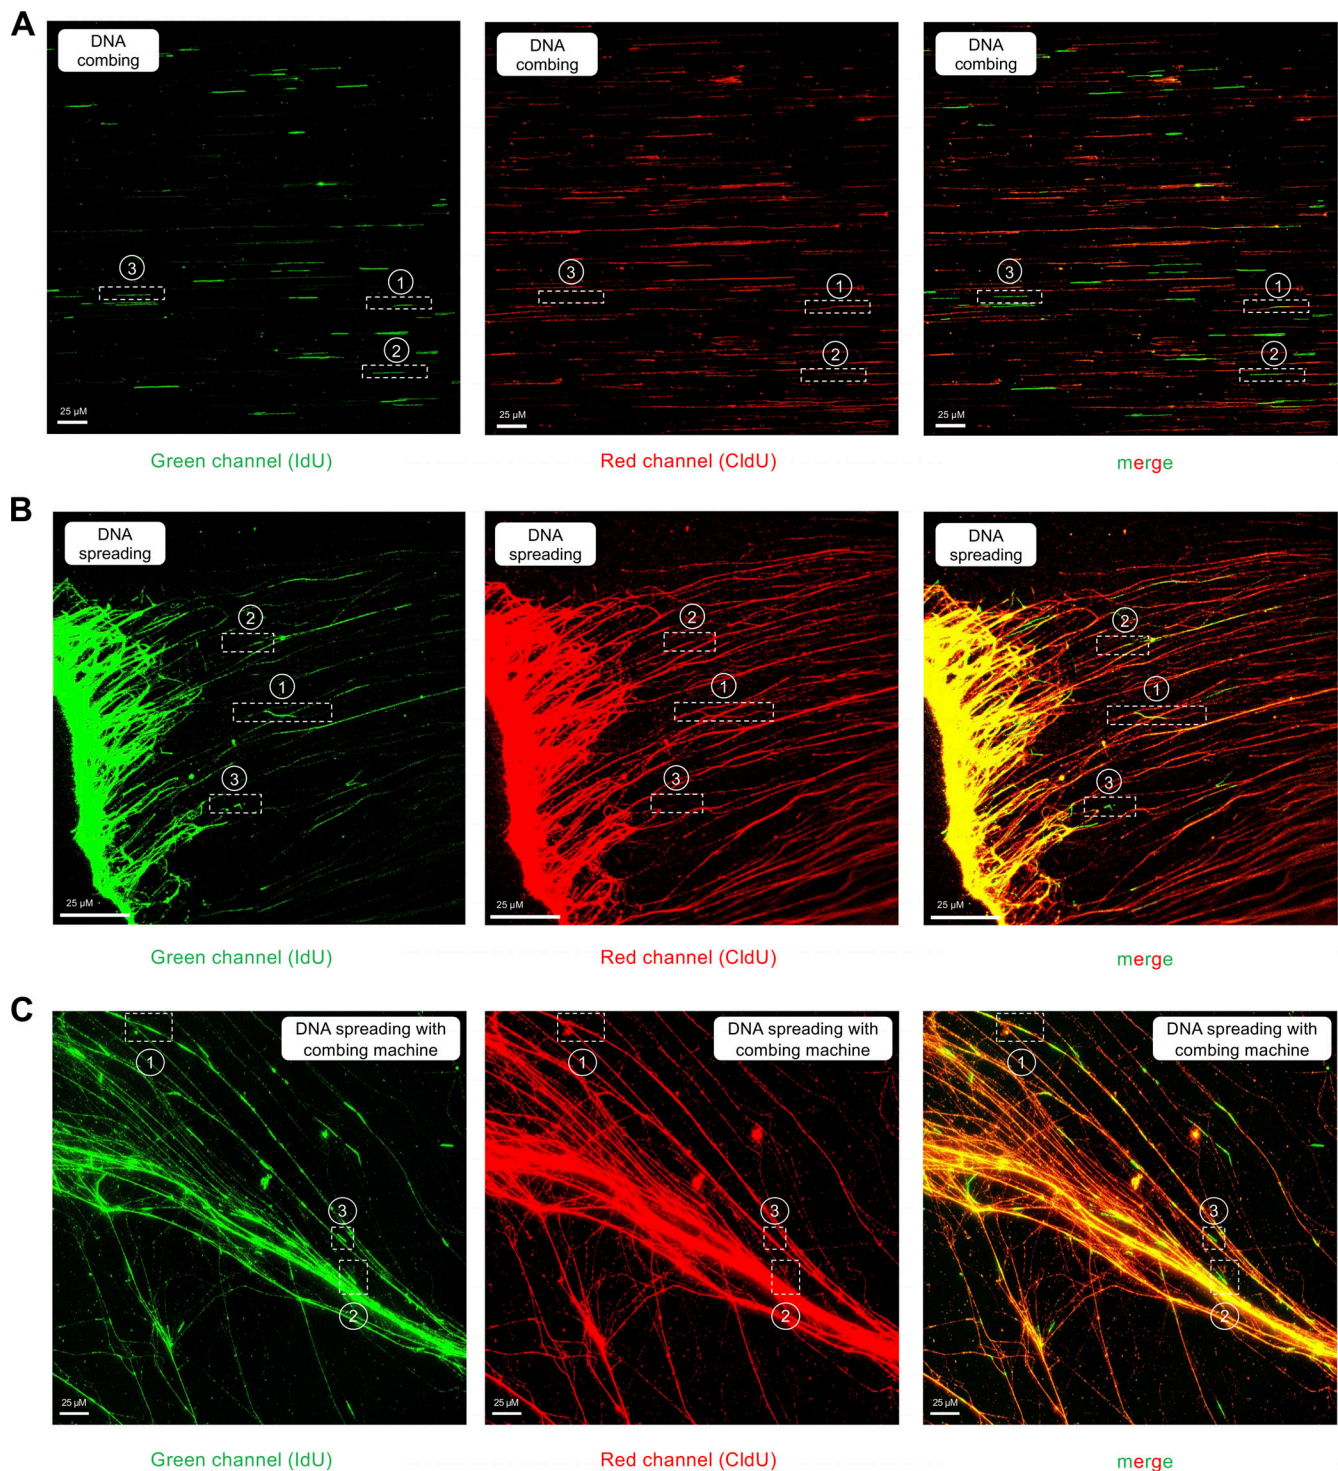 A
DNA
combing
DNA
combing
DNA
combing
3
1
2
25 µM
3
1
2
25 µM
3
1
2
25 µM
Green channel (IdU)
Red channel (CldU)
merge
B
DNA
spreading
DNA
spreading
DNA
spreading
2
1
3
25 µM
2
1
3
25 µM
2
1
3
25 µM
Green channel (IdU)
Red channel (CldU)
merge
C
DNA spreading with
combing machine
DNA spreading with
combing machine
DNA spreading with
combing machine
1
3
2
25 µM
1
3
2
25 µM
1
3
2
25 µM
Green channel (IdU)
Red channel (CldU)
merge